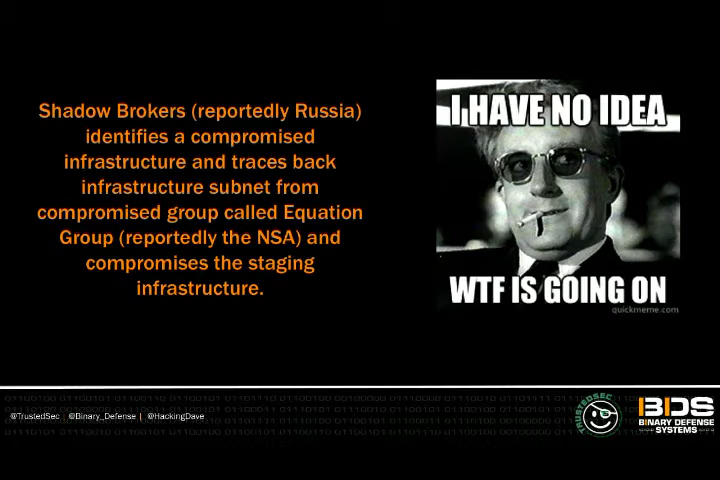 Shadow Brokers (reportedly Russia)
identifies a compromised
infrastructure and traces back
infrastructure subnet from
compromised group called Equation
Group (reportedly the NSA) and
compromises the staging
infrastructure.
I HAVE NO IDEA
WTF IS GOING ON
quickmeme.com
@TrustedSec | @Binary_Defense | @HackingDave
TRUSTEDSEC
BDS
BINARY DEFENSE
SYSTEMS